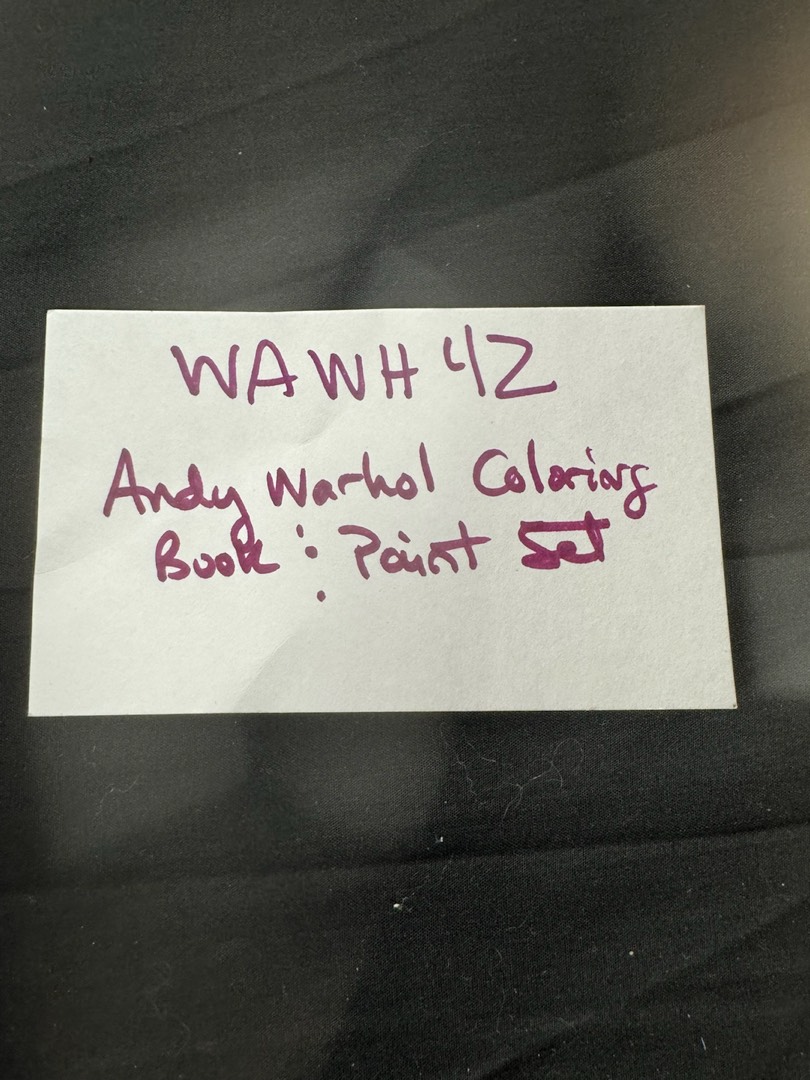 WAWH 42
Andy Warhol Coloring
Book : Paint Set